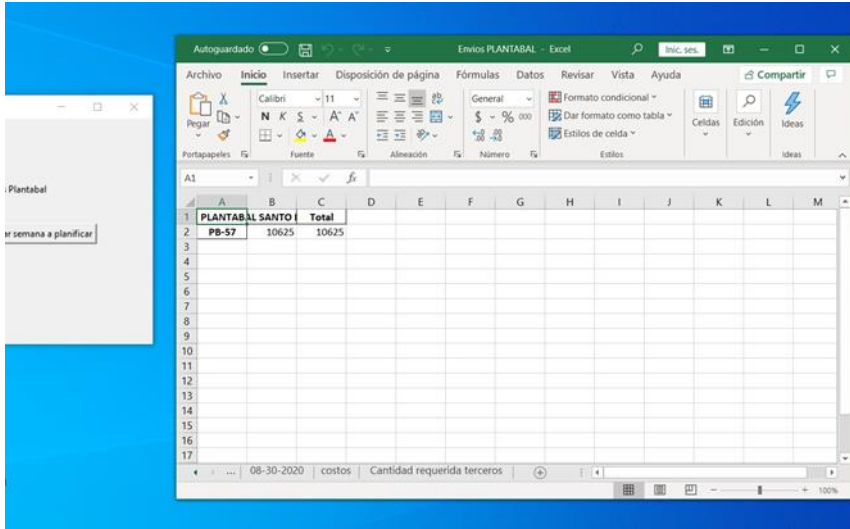 Autoguardado
Envios PLANTABAL - Excel
Inic. ses.
Archivo Inicio Insertar Disposición de página Fórmulas Datos Revisar Vista Ayuda Compartir
Pegar
Calibri 11 A^ A˅
N K S A
General
$ % 000
Formato condicional
Dar formato como tabla
Estilos de celda
Celdas
Edición
Ideas
Portapapeles Fuente Alineación Número Estilos Ideas
A1 fx
A B C D E F G H I J K L M
1 PLANTABAL SANTO Total
2 PB-57 10625 10625
3
4
5
6
7
8
9
10
11
12
13
14
15
16
17
... 08-30-2020 costos Cantidad requerida terceros
100%
Plantabal
ar semana a planificar